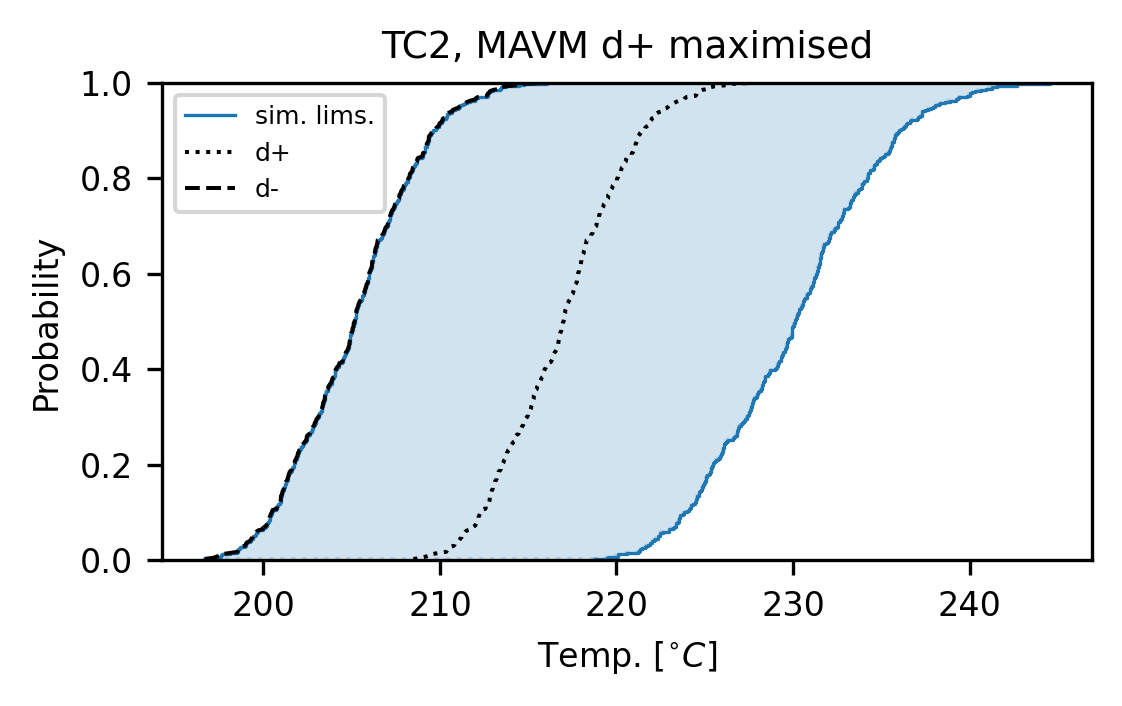 TC2, MAVM d+ maximised
1.0
0.8
0.6
0.4
0.2
0.0
Probability
sim. lims.
d+
d-
200 210 220 230 240
Temp. [°C]